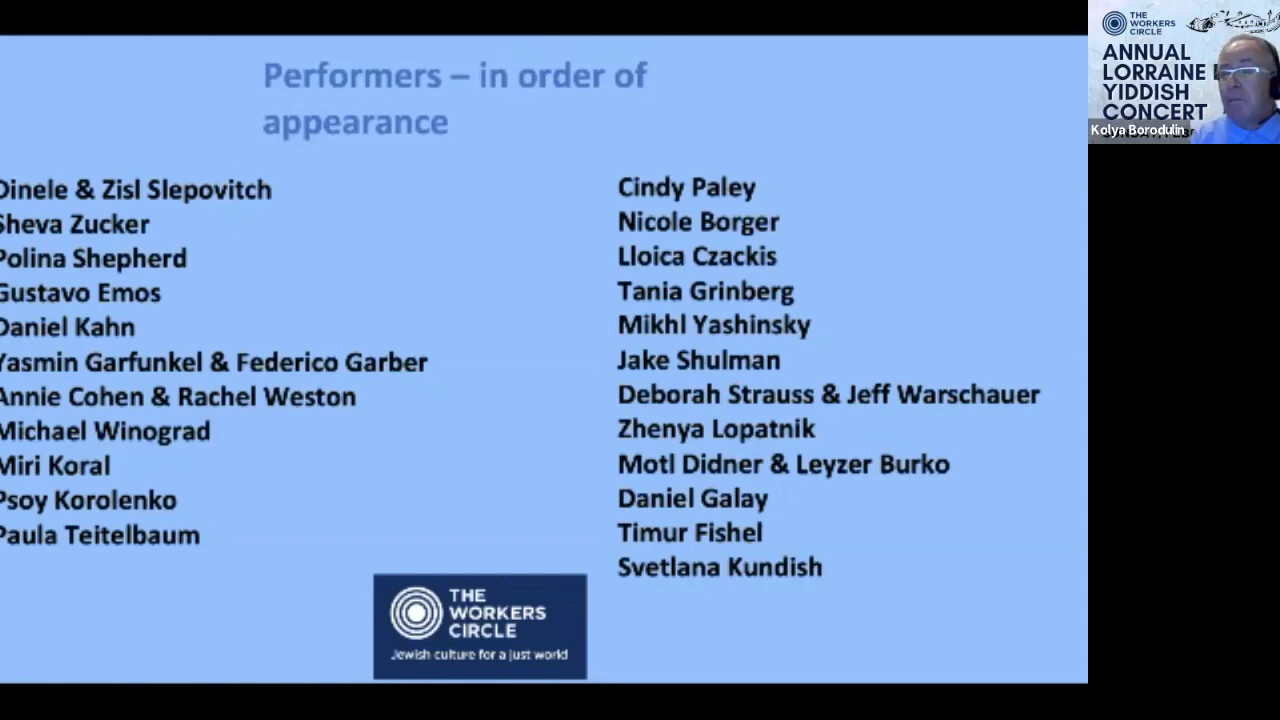 Performers – in order of
appearance
Dinele & Zisl Slepovitch
Sheva Zucker
Polina Shepherd
Gustavo Emos
Daniel Kahn
Yasmin Garfunkel & Federico Garber
Annie Cohen & Rachel Weston
Michael Winograd
Miri Koral
Psoy Korolenko
Paula Teitelbaum
Cindy Paley
Nicole Borger
Lloica Czackis
Tania Grinberg
Mikhl Yashinsky
Jake Shulman
Deborah Strauss & Jeff Warschauer
Zhenya Lopatnik
Motl Didner & Leyzer Burko
Daniel Galay
Timur Fishel
Svetlana Kundish
THE
WORKERS
CIRCLE
Jewish culture for a just world
THE
WORKERS
CIRCLE
ANNUAL
LORRAINE
YIDDISH
CONCERT
Kolya Borodulin